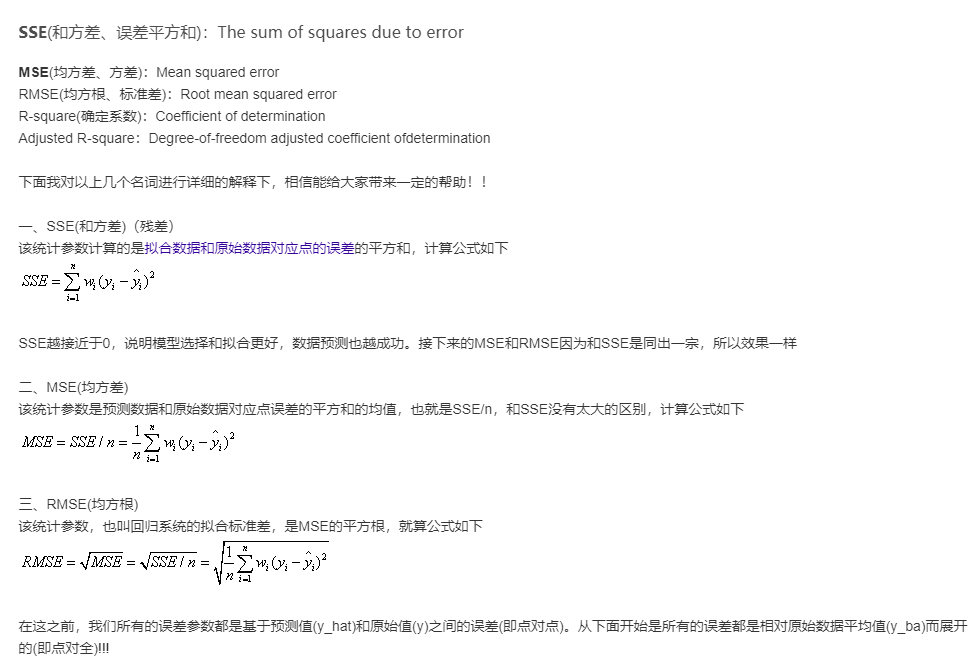 SSE(和方差、误差平方和)：The sum of squares due to error
MSE(均方差、方差)：Mean squared error
RMSE(均方根、标准差)：Root mean squared error
R-square(确定系数)：Coefficient of determination
Adjusted R-square：Degree-of-freedom adjusted coefficient ofdetermination
下面我对以上几个名词进行详细的解释下，相信能给大家带来一定的帮助！！
一、SSE(和方差)（残差）
该统计参数计算的是拟合数据和原始数据对应点的误差的平方和，计算公式如下
SSE = \sum_{i=1}^{n} w_i (y_i - \hat{y}_i)^2
SSE越接近于0，说明模型选择和拟合更好，数据预测也越成功。接下来的MSE和RMSE因为和SSE是同出一宗，所以效果一样
二、MSE(均方差)
该统计参数是预测数据和原始数据对应点误差的平方和的均值，也就是SSE/n，和SSE没有太大的区别，计算公式如下
MSE = SSE / n = \frac{1}{n} \sum_{i=1}^{n} w_i (y_i - \hat{y}_i)^2
三、RMSE(均方根)
该统计参数，也叫回归系统的拟合标准差，是MSE的平方根，就算公式如下
RMSE = \sqrt{MSE} = \sqrt{SSE / n} = \sqrt{\frac{1}{n} \sum_{i=1}^{n} w_i (y_i - \hat{y}_i)^2}
在这之前，我们所有的误差参数都是基于预测值(y_hat)和原始值(y)之间的误差(即点对点)。从下面开始是所有的误差都是相对原始数据平均值(y_ba)而展开
的(即点对全)!!!